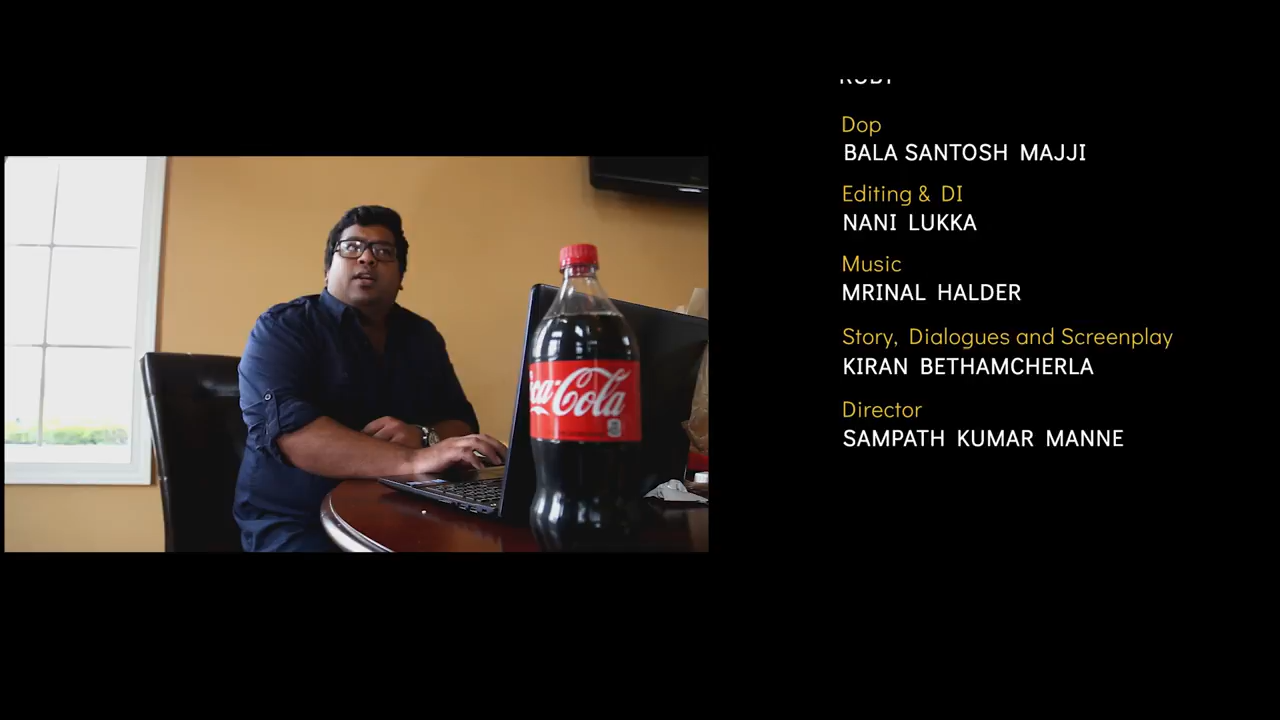 Dop
BALA SANTOSH MAJJI
Editing & DI
NANI LUKKA
Music
MRINAL HALDER
Story, Dialogues and Screenplay
KIRAN BETHAMCHERLA
Director
SAMPATH KUMAR MANNE
Coca-Cola